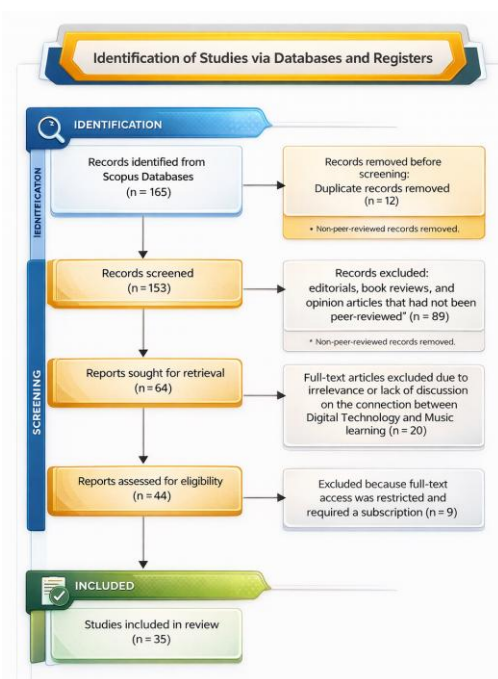 Identification of Studies via Databases and Registers
IDENTIFICATION
IEDNITFICATION
Records identified from
Scopus Databases
(n = 165)
Records removed before
screening:
Duplicate records removed
(n = 12)
• Non-peer-reviewed records removed.
SCREENING
Records screened
(n = 153)
Records excluded:
editorials, book reviews, and
opinion articles that had not been
peer-reviewed" (n = 89)
* Non-peer-reviewed records removed.
Reports sought for retrieval
(n = 64)
Full-text articles excluded due to
irrelevance or lack of discussion
on the connection between
Digital Technology and Music
learning (n = 20)
Reports assessed for eligibility
(n = 44)
Excluded because full-text
access was restricted and
required a subscription (n = 9)
INCLUDED
Studies included in review
(n = 35)